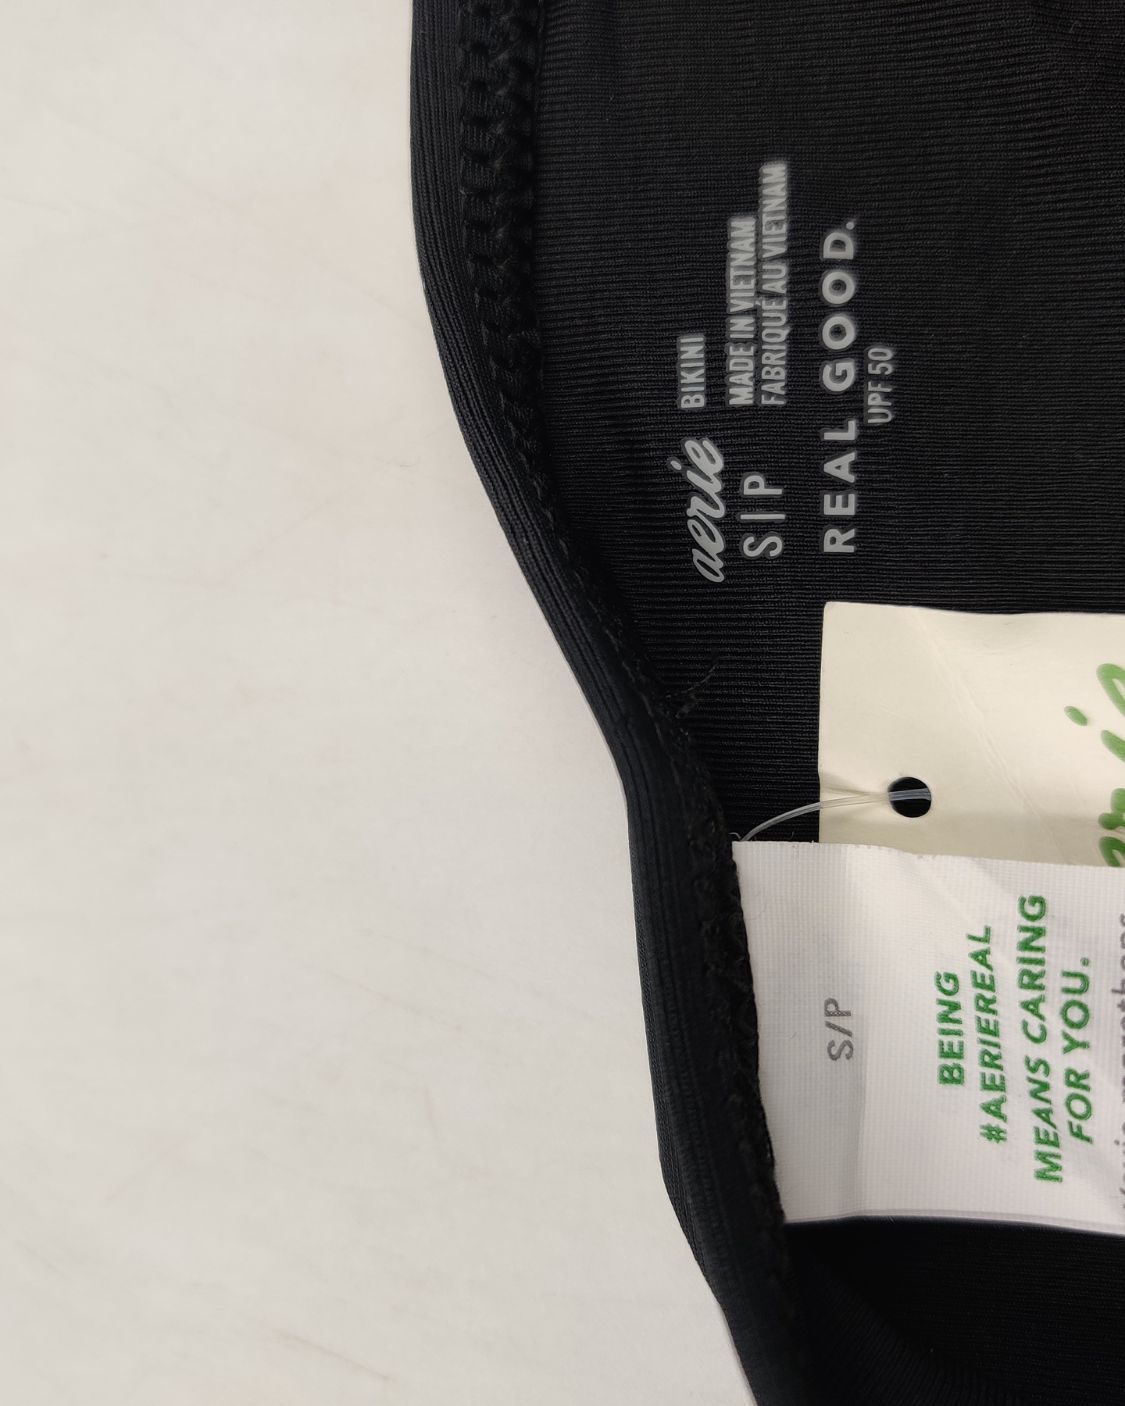 aerie BIKINI
S | P MADE IN VIETNAM
FABRIQUÉ AU VIETNAM
REAL GOOD.
UPF 50
S/P
BEING
#AERIEREAL
MEANS CARING
FOR YOU.